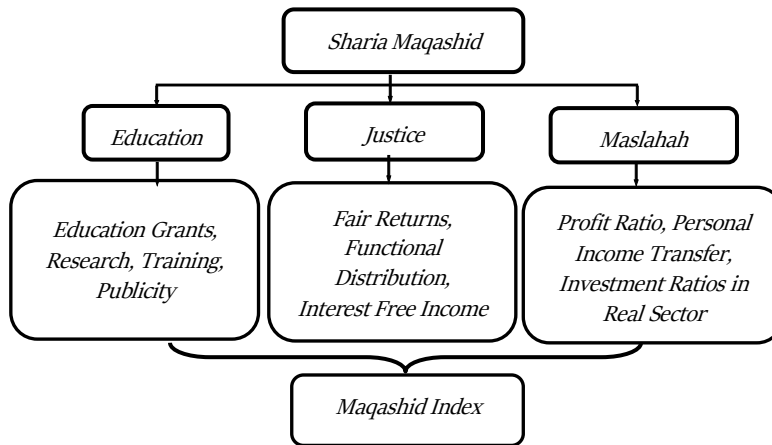 Sharia Maqashid
Education
Justice
Maslahah
Education Grants,
Research, Training,
Publicity
Fair Returns,
Functional
Distribution,
Interest Free Income
Profit Ratio, Personal
Income Transfer,
Investment Ratios in
Real Sector
Maqashid Index